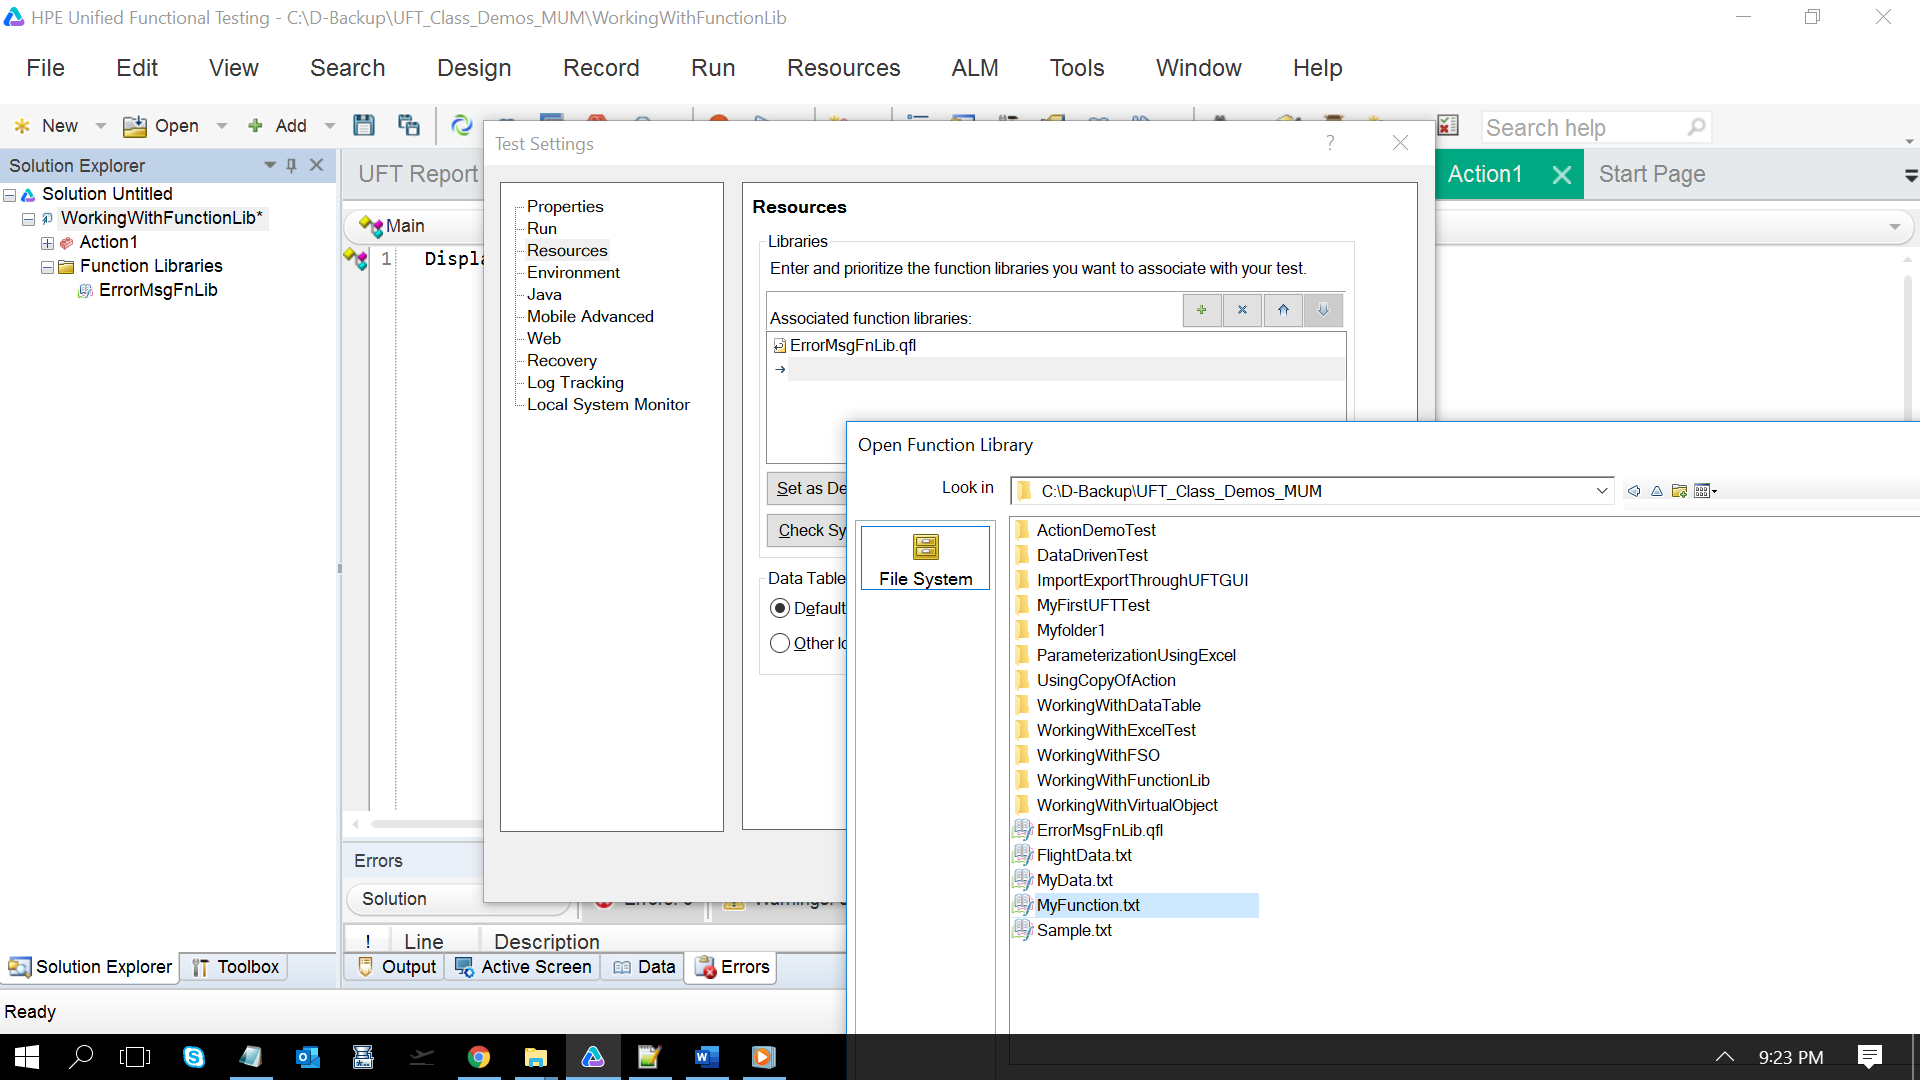 HPE Unified Functional Testing - C:\D-Backup\UFT_Class_Demos_MUM\WorkingWithFunctionLib
File Edit View Search Design Record Run Resources ALM Tools Window Help
New Open Add Search help
Solution Explorer
Solution Untitled
WorkingWithFunctionLib*
Action1
Function Libraries
ErrorMsgFnLib
UFT Report
Action1
Start Page
Main
1 Displa
Test Settings ?
Properties
Run
Resources
Environment
Java
Mobile Advanced
Web
Recovery
Log Tracking
Local System Monitor
Resources
Libraries
Enter and prioritize the function libraries you want to associate with your test.
Associated function libraries:
ErrorMsgFnLib.qfl
Set as De
Check Sy
Data Table
Default
Other lo
Open Function Library
Look in C:\D-Backup\UFT_Class_Demos_MUM
File System
ActionDemoTest
DataDrivenTest
ImportExportThroughUFTGUI
MyFirstUFTTest
Myfolder1
ParameterizationUsingExcel
UsingCopyOfAction
WorkingWithDataTable
WorkingWithExcelTest
WorkingWithFSO
WorkingWithFunctionLib
WorkingWithVirtualObject
ErrorMsgFnLib.qfl
FlightData.txt
MyData.txt
MyFunction.txt
Sample.txt
Errors
Solution
! Line Description
Solution Explorer Toolbox Output Active Screen Data Errors
Ready
9:23 PM